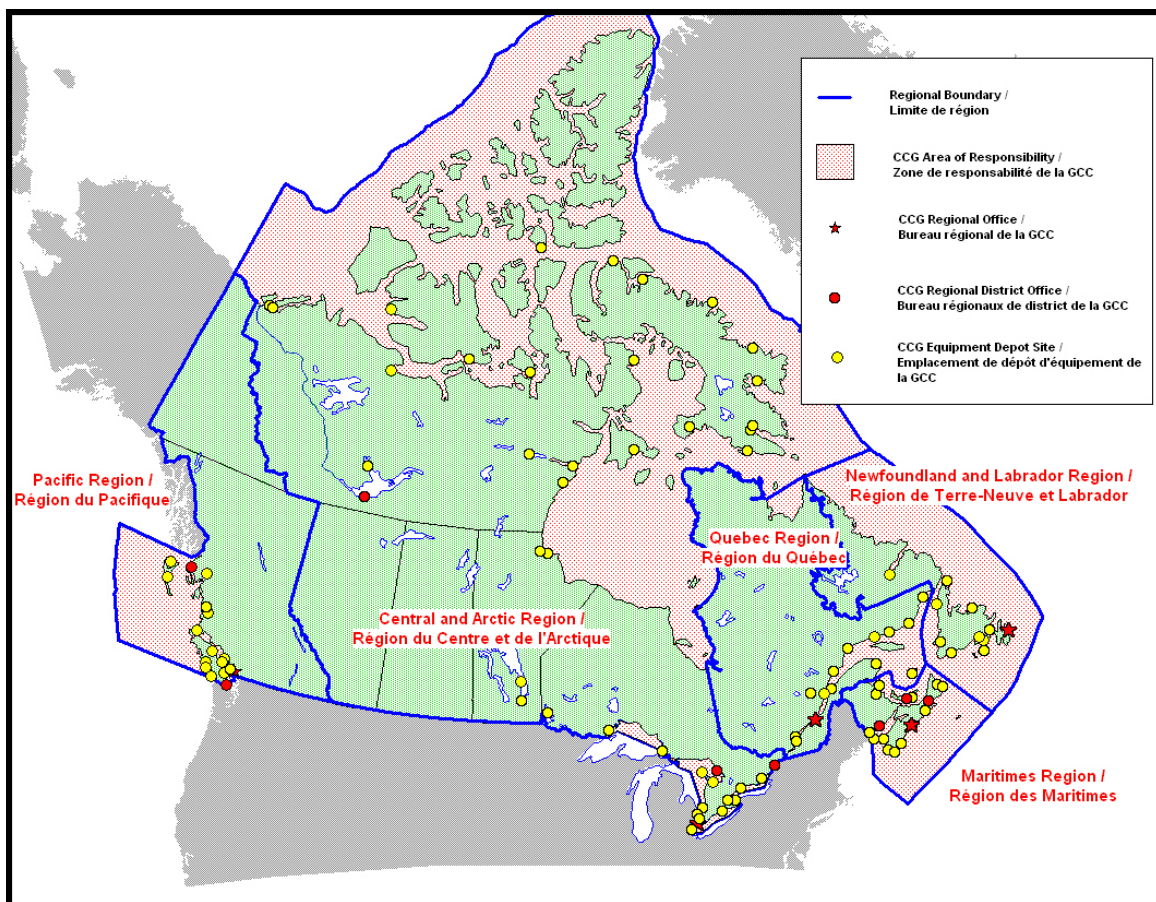 Regional Boundary /
Limite de région
CCG Area of Responsibility /
Zone de responsabilité de la GCC
CCG Regional Office /
Bureau régional de la GCC
CCG Regional District Office /
Bureau régionaux de district de la GCC
CCG Equipment Depot Site /
Emplacement de dépôt d'équipement de
la GCC
Pacific Region /
Région du Pacifique
Newfoundland and Labrador Region /
Région de Terre-Neuve et Labrador
Quebec Region /
Région du Québec
Central and Arctic Region /
Région du Centre et de l'Arctique
Maritimes Region /
Région des Maritimes